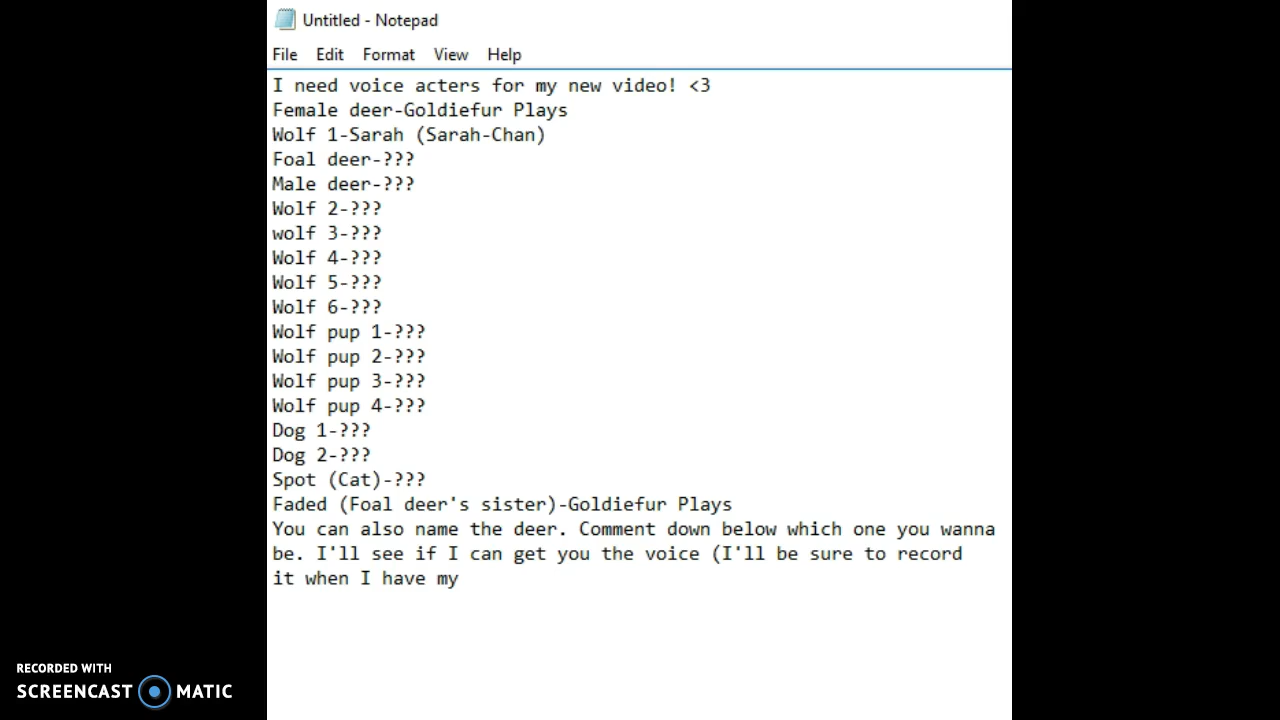 Untitled - Notepad
File Edit Format View Help
I need voice acters for my new video! <3
Female deer-Goldiefur Plays
Wolf 1-Sarah (Sarah-Chan)
Foal deer-???
Male deer-???
Wolf 2-???
wolf 3-???
Wolf 4-???
Wolf 5-???
Wolf 6-???
Wolf pup 1-???
Wolf pup 2-???
Wolf pup 3-???
Wolf pup 4-???
Dog 1-???
Dog 2-???
Spot (Cat)-???
Faded (Foal deer's sister)-Goldiefur Plays
You can also name the deer. Comment down below which one you wanna
be. I'll see if I can get you the voice (I'll be sure to record
it when I have my
RECORDED WITH
SCREENCAST MATIC